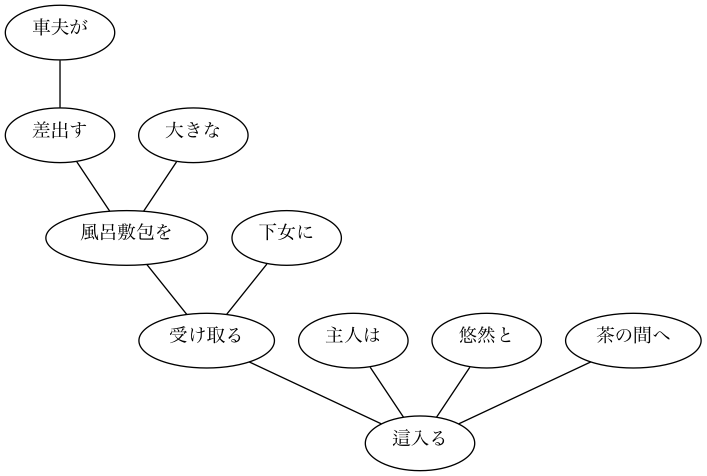 車夫が
差出す
大きな
風呂敷包を
下女に
受け取る
主人は
悠然と
茶の間へ
這入る